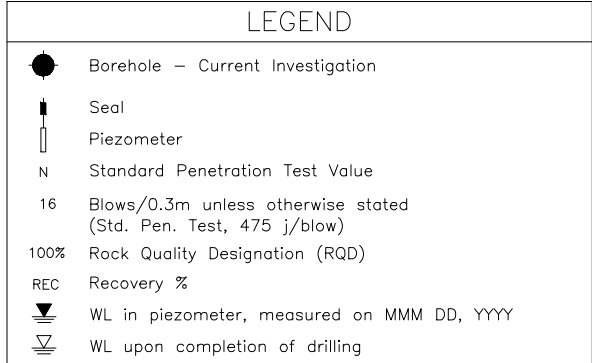 LEGEND
Borehole – Current Investigation
Seal
Piezometer
N Standard Penetration Test Value
16 Blows/0.3m unless otherwise stated
(Std. Pen. Test, 475 j/blow)
100% Rock Quality Designation (RQD)
REC Recovery %
WL in piezometer, measured on MMM DD, YYYY
WL upon completion of drilling